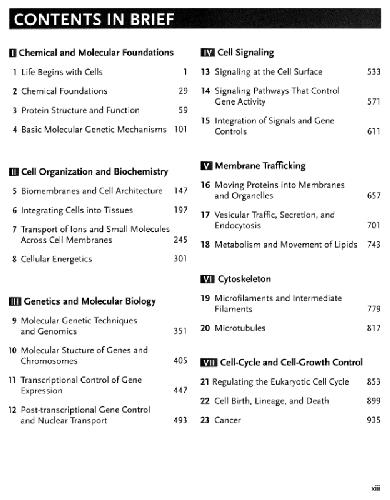 CONTENTS IN BRIEF
I Chemical and Molecular Foundations
1 Life Begins with Cells 1
2 Chemical Foundations 29
3 Protein Structure and Function 59
4 Basic Molecular Genetic Mechanisms 101
II Cell Organization and Biochemistry
5 Biomembranes and Cell Architecture 147
6 Integrating Cells into Tissues 197
7 Transport of Ions and Small Molecules
Across Cell Membranes 245
8 Cellular Energetics 301
III Genetics and Molecular Biology
9 Molecular Genetic Techniques
and Genomics 351
10 Molecular Stucture of Genes and
Chromosomes 405
11 Transcriptional Control of Gene
Expression 447
12 Post-transcriptional Gene Control
and Nuclear Transport 493
IV Cell Signaling
13 Signaling at the Cell Surface 533
14 Signaling Pathways That Control
Gene Activity 571
15 Integration of Signals and Gene
Controls 611
V Membrane Trafficking
16 Moving Proteins into Membranes
and Organelles 657
17 Vesicular Traffic, Secretion, and
Endocytosis 701
18 Metabolism and Movement of Lipids 743
VI Cytoskeleton
19 Microfilaments and Intermediate
Filaments 779
20 Microtubules 817
VII Cell-Cycle and Cell-Growth Control
21 Regulating the Eukaryotic Cell Cycle 853
22 Cell Birth, Lineage, and Death 899
23 Cancer 935
xiii